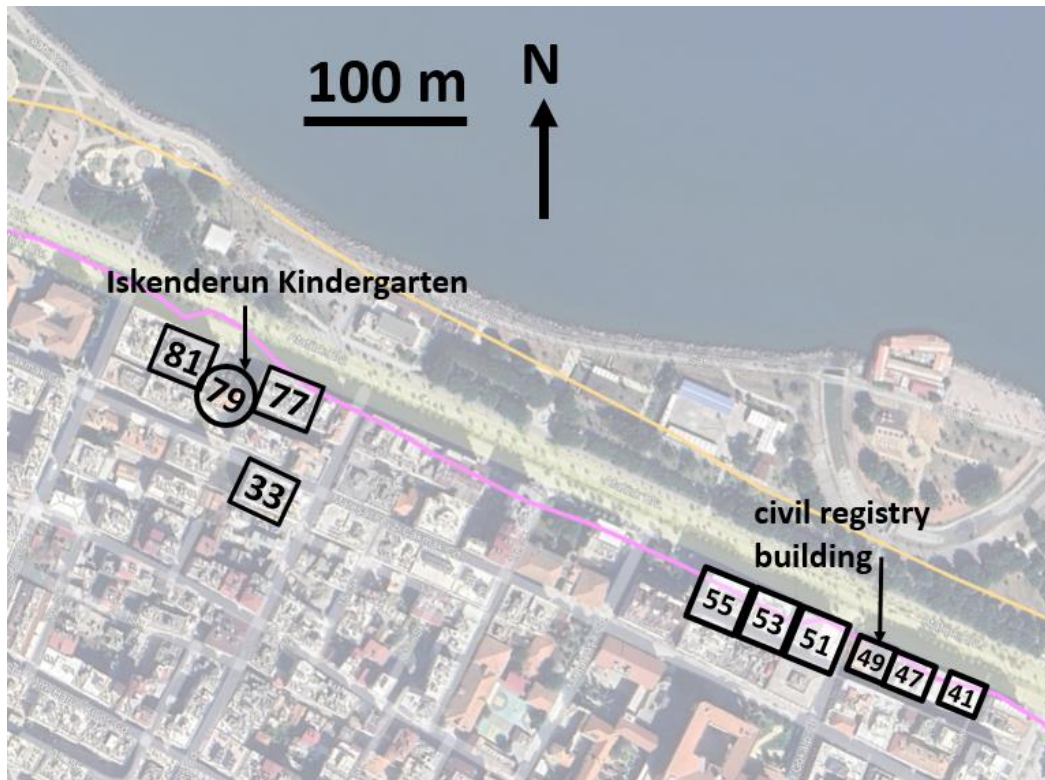 100 m
N
Iskenderun Kindergarten
81
79
77
33
civil registry
building
55
53
51
49
47
41